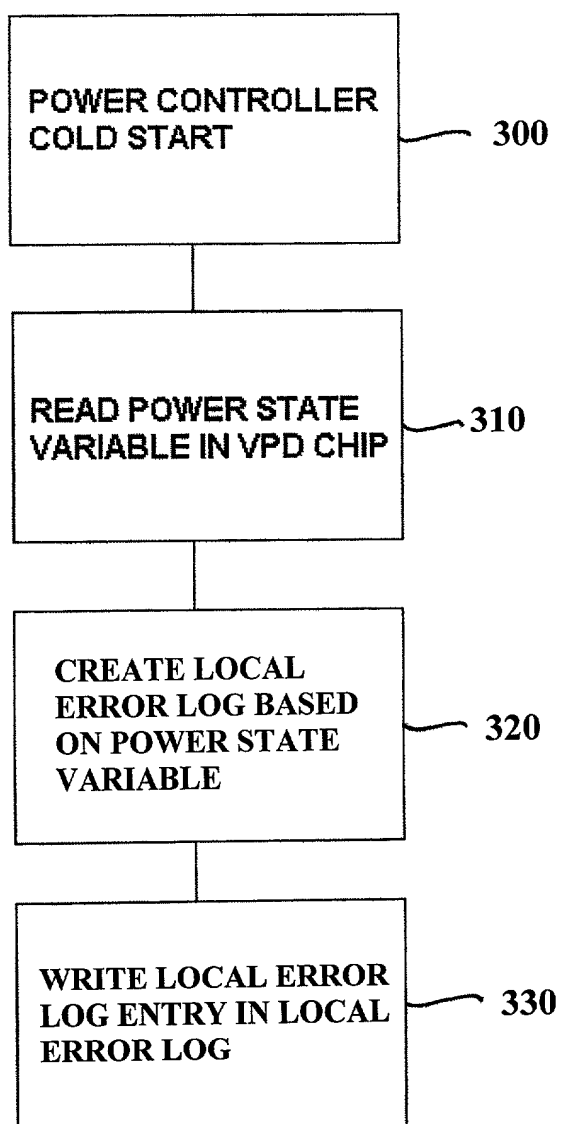 POWER CONTROLLER
COLD START
300
READ POWER STATE
VARIABLE IN VPD CHIP
310
CREATE LOCAL
ERROR LOG BASED
ON POWER STATE
VARIABLE
320
WRITE LOCAL ERROR
LOG ENTRY IN LOCAL
ERROR LOG
330